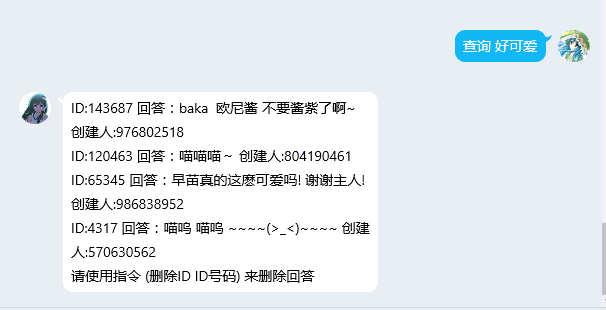 查询 好可爱
ID:143687 回答：baka  欧尼酱 不要酱紫了啊~
创建人:976802518
ID:120463 回答：喵喵喵～ 创建人:804190461
ID:65345 回答：早苗真的这麽可爱吗! 谢谢主人!
创建人:986838952
ID:4317 回答：喵呜 喵呜 ~~~~(>_<)~~~~ 创建
人:570630562
请使用指令 (删除ID ID号码) 来删除回答